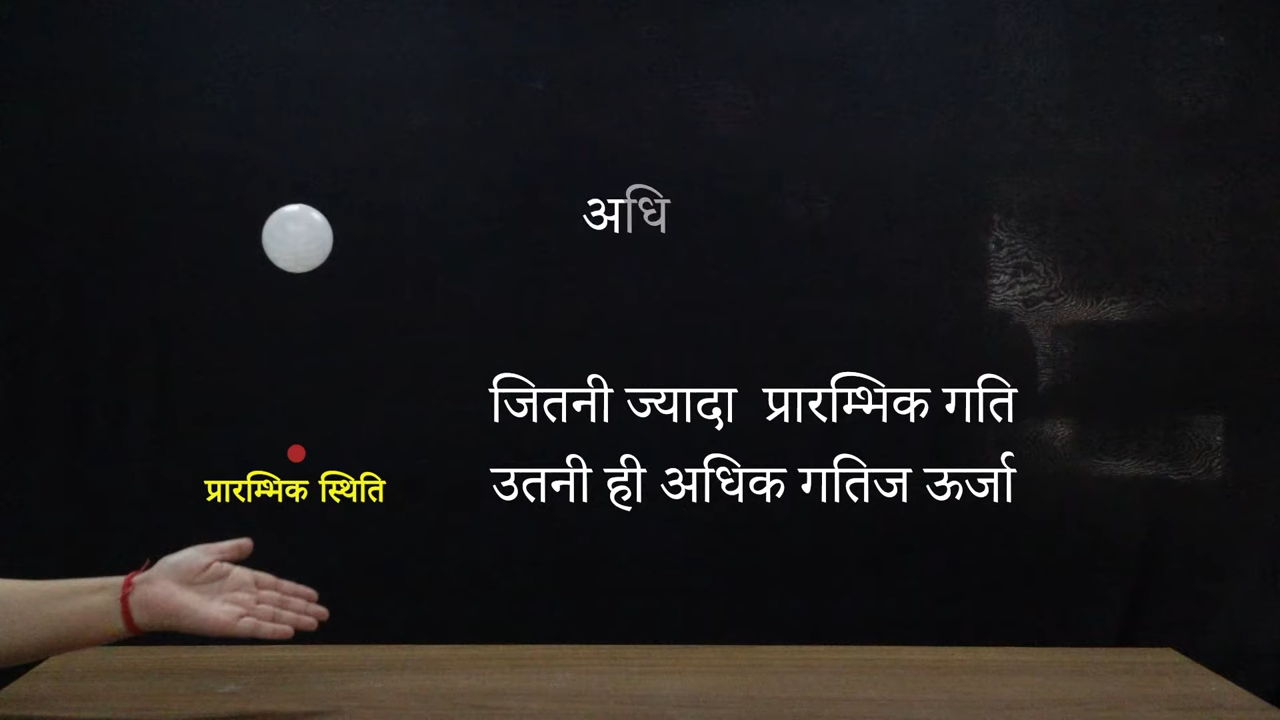 अधि
जितनी ज्यादा प्रारम्भिक गति
प्रारम्भिक स्थिति
उतनी ही अधिक गतिज ऊर्जा